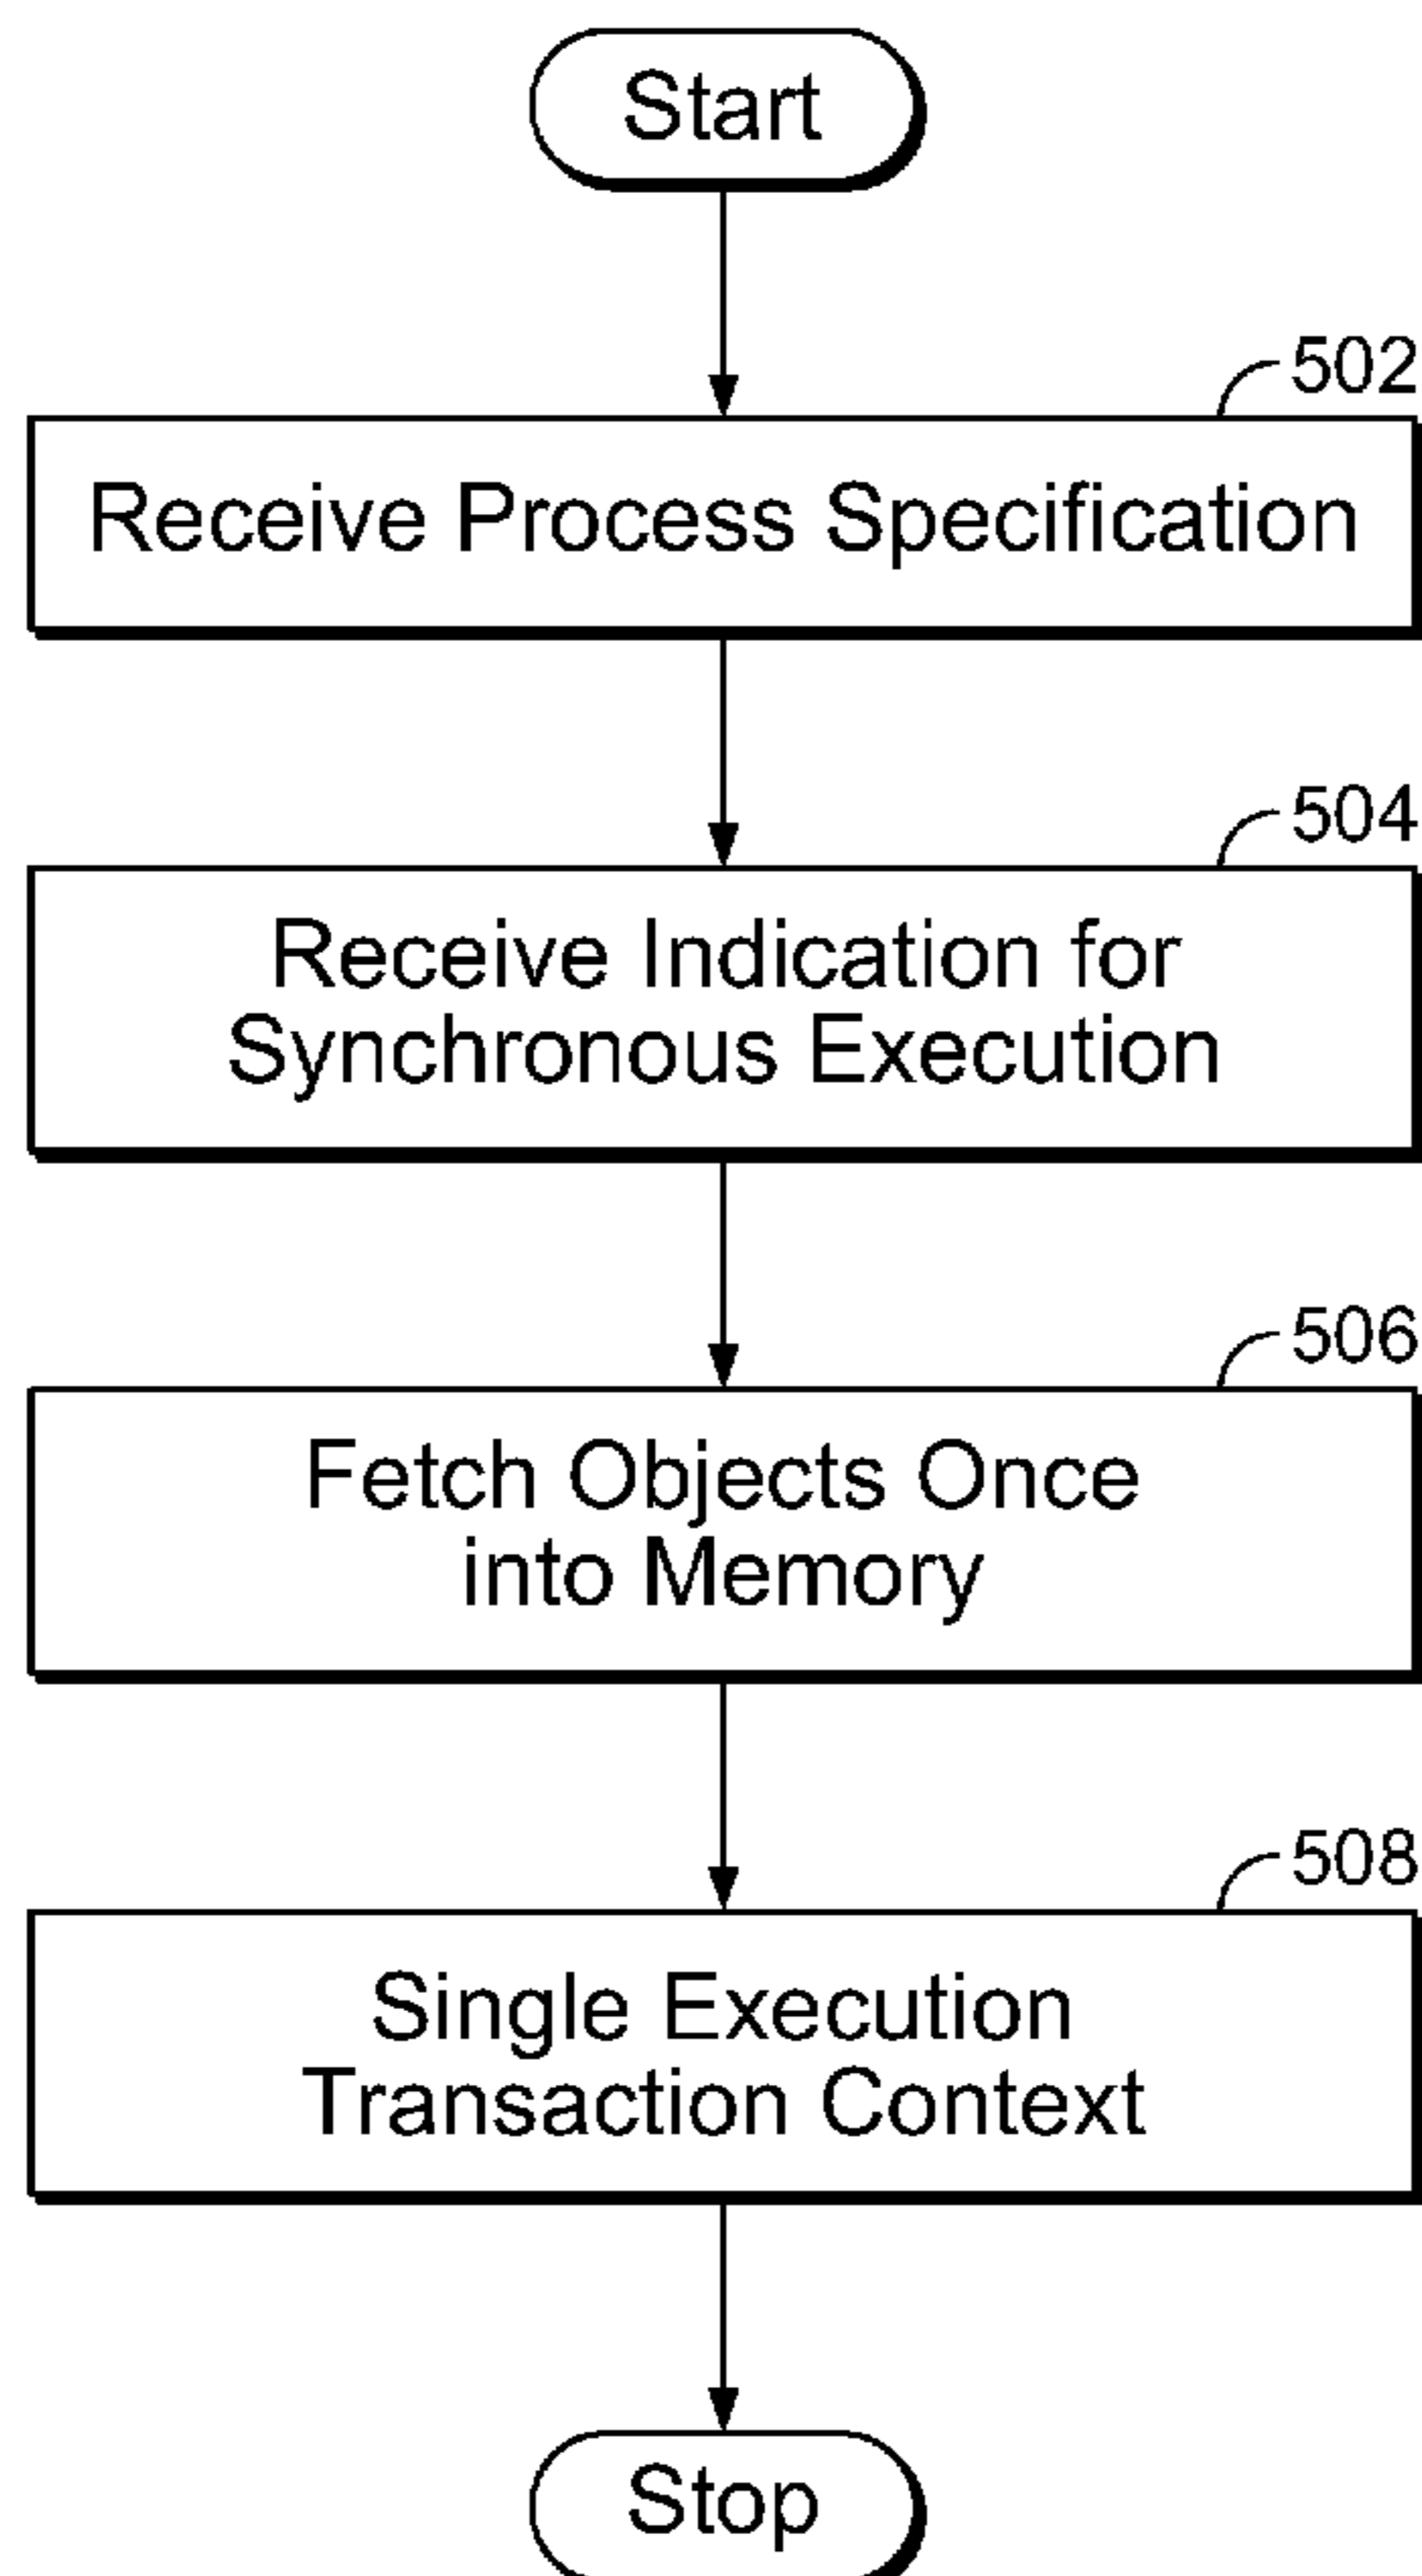 Start
502
Receive Process Specification
504
Receive Indication for
Synchronous Execution
506
Fetch Objects Once
into Memory
508
Single Execution
Transaction Context
Stop